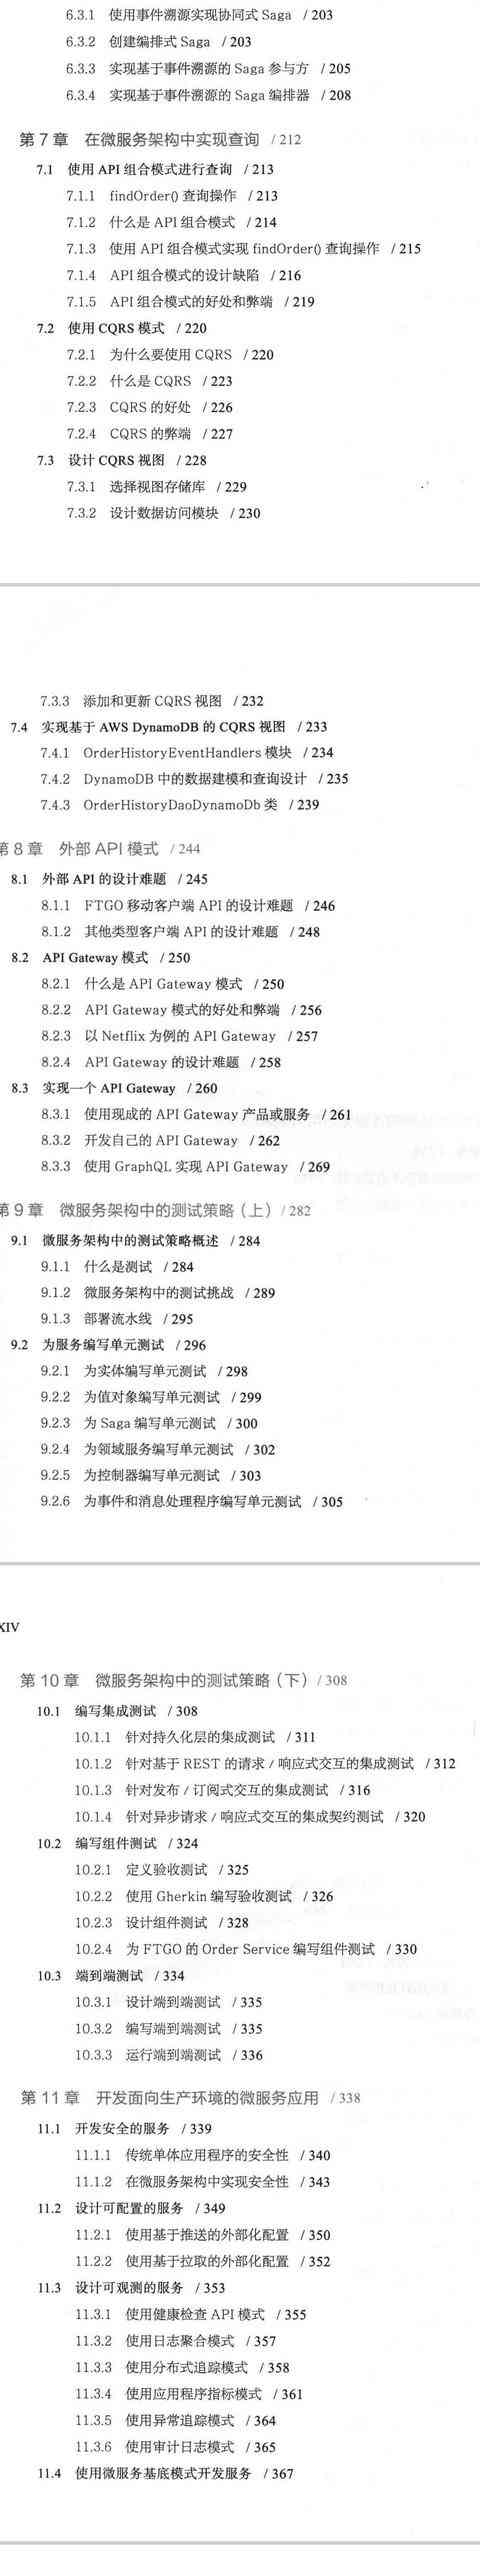 6.3.1 使用事件溯源实现协同式 Saga / 203
6.3.2 创建编排式 Saga / 203
6.3.3 实现基于事件溯源的 Saga 参与方 / 205
6.3.4 实现基于事件溯源的 Saga 编排器 / 208
第 7 章 在微服务架构中实现查询 / 212
7.1 使用 API 组合模式进行查询 / 213
7.1.1 findOrder() 查询操作 / 213
7.1.2 什么是 API 组合模式 / 214
7.1.3 使用 API 组合模式实现 findOrder() 查询操作 / 215
7.1.4 API 组合模式的设计缺陷 / 216
7.1.5 API 组合模式的好处和弊端 / 219
7.2 使用 CQRS 模式 / 220
7.2.1 为什么要使用 CQRS / 220
7.2.2 什么是 CQRS / 223
7.2.3 CQRS 的好处 / 226
7.2.4 CQRS 的弊端 / 227
7.3 设计 CQRS 视图 / 228
7.3.1 选择视图存储库 / 229
7.3.2 设计数据访问模块 / 230
7.3.3 添加和更新 CQRS 视图 / 232
7.4 实现基于 AWS DynamoDB 的 CQRS 视图 / 233
7.4.1 OrderHistoryEventHandlers 模块 / 234
7.4.2 DynamoDB 中的数据建模和查询设计 / 235
7.4.3 OrderHistoryDaoDynamoDb 类 / 239
第 8 章 外部 API 模式 / 244
8.1 外部 API 的设计难题 / 245
8.1.1 FTGO 移动客户端 API 的设计难题 / 246
8.1.2 其他类型客户端 API 的设计难题 / 248
8.2 API Gateway 模式 / 250
8.2.1 什么是 API Gateway 模式 / 250
8.2.2 API Gateway 模式的好处和弊端 / 256
8.2.3 以 Netflix 为例的 API Gateway / 257
8.2.4 API Gateway 的设计难题 / 258
8.3 实现一个 API Gateway / 260
8.3.1 使用现成的 API Gateway 产品或服务 / 261
8.3.2 开发自己的 API Gateway / 262
8.3.3 使用 GraphQL 实现 API Gateway / 269
第 9 章 微服务架构中的测试策略（上） / 282
9.1 微服务架构中的测试策略概述 / 284
9.1.1 什么是测试 / 284
9.1.2 微服务架构中的测试挑战 / 289
9.1.3 部署流水线 / 295
9.2 为服务编写单元测试 / 296
9.2.1 为实体编写单元测试 / 298
9.2.2 为值对象编写单元测试 / 299
9.2.3 为 Saga 编写单元测试 / 300
9.2.4 为领域服务编写单元测试 / 302
9.2.5 为控制器编写单元测试 / 303
9.2.6 为事件和消息处理程序编写单元测试 / 305
XIV
第 10 章 微服务架构中的测试策略（下） / 308
10.1 编写集成测试 / 308
10.1.1 针对持久化层的集成测试 / 311
10.1.2 针对基于 REST 的请求 / 响应式交互的集成测试 / 312
10.1.3 针对发布 / 订阅式交互的集成测试 / 316
10.1.4 针对异步请求 / 响应式交互的集成契约测试 / 320
10.2 编写组件测试 / 324
10.2.1 定义验收测试 / 325
10.2.2 使用 Gherkin 编写验收测试 / 326
10.2.3 设计组件测试 / 328
10.2.4 为 FTGO 的 Order Service 编写组件测试 / 330
10.3 端到端测试 / 334
10.3.1 设计端到端测试 / 335
10.3.2 编写端到端测试 / 335
10.3.3 运行端到端测试 / 336
第 11 章 开发面向生产环境的微服务应用 / 338
11.1 开发安全的服务 / 339
11.1.1 传统单体应用程序的安全性 / 340
11.1.2 在微服务架构中实现安全性 / 343
11.2 设计可配置的服务 / 349
11.2.1 使用基于推送的外部化配置 / 350
11.2.2 使用基于拉取的外部化配置 / 352
11.3 设计可观测的服务 / 353
11.3.1 使用健康检查 API 模式 / 355
11.3.2 使用日志聚合模式 / 357
11.3.3 使用分布式追踪模式 / 358
11.3.4 使用应用程序指标模式 / 361
11.3.5 使用异常追踪模式 / 364
11.3.6 使用审计日志模式 / 365
11.4 使用微服务基底模式开发服务 / 367